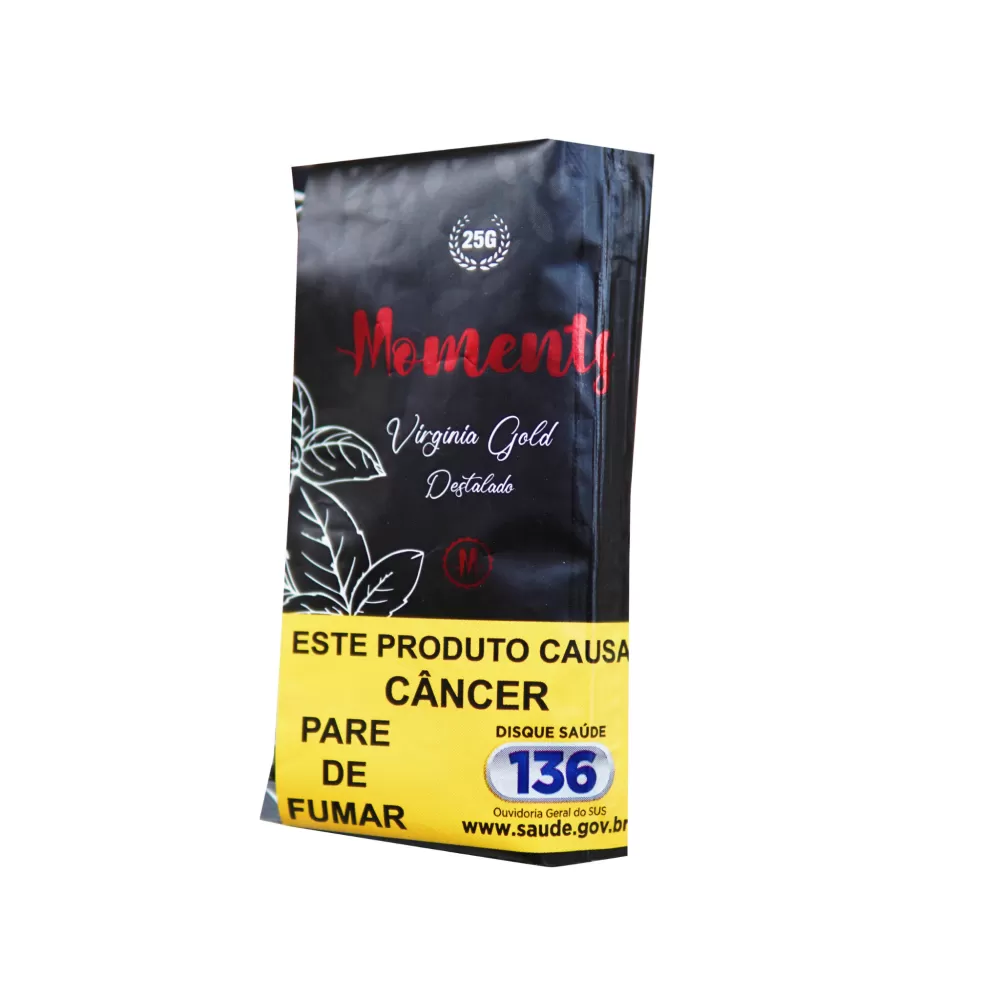 25G
Moments
Virginia Gold
Destalado
M
ESTE PRODUTO CAUSA
CÂNCER
PARE
DE
FUMAR
DISQUE SAÚDE
136
Ouvidoria Geral do SUS
www.saude.gov.br